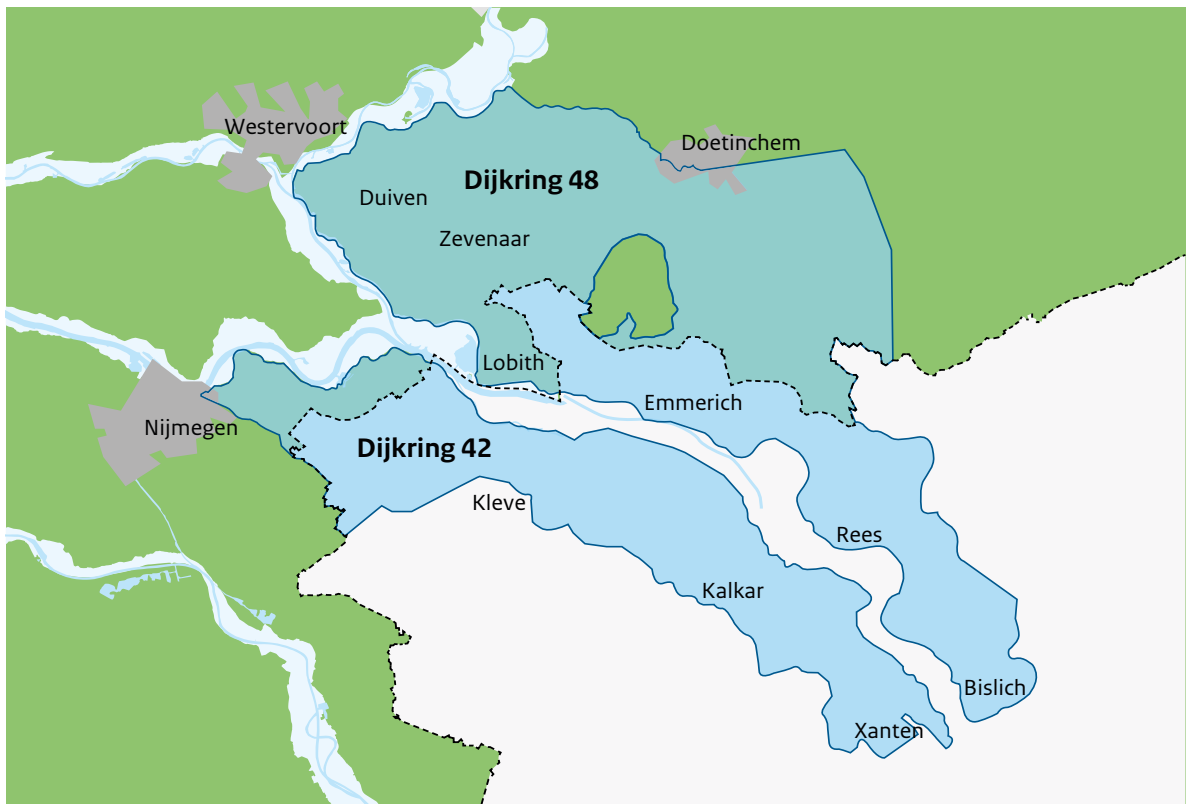 Westervoort
Doetinchem
Duiven
Dijkring 48
Zevenaar
Lobith
Emmerich
Nijmegen
Dijkring 42
Kleve
Rees
Kalkar
Bislich
Xanten